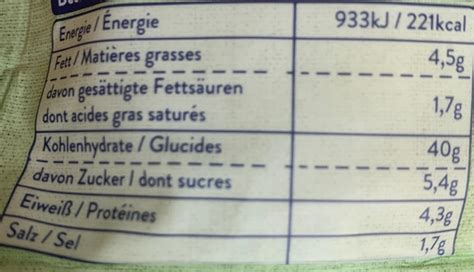 Energie / Énergie 933kJ / 221kcal
Fett / Matières grasses 4,5g
davon gesättigte Fettsäuren
dont acides gras saturés 1,7g
Kohlenhydrate / Glucides 40g
davon Zucker / dont sucres 5,4g
Eiweiß / Protéines 4,3g
Salz / Sel 1,7g